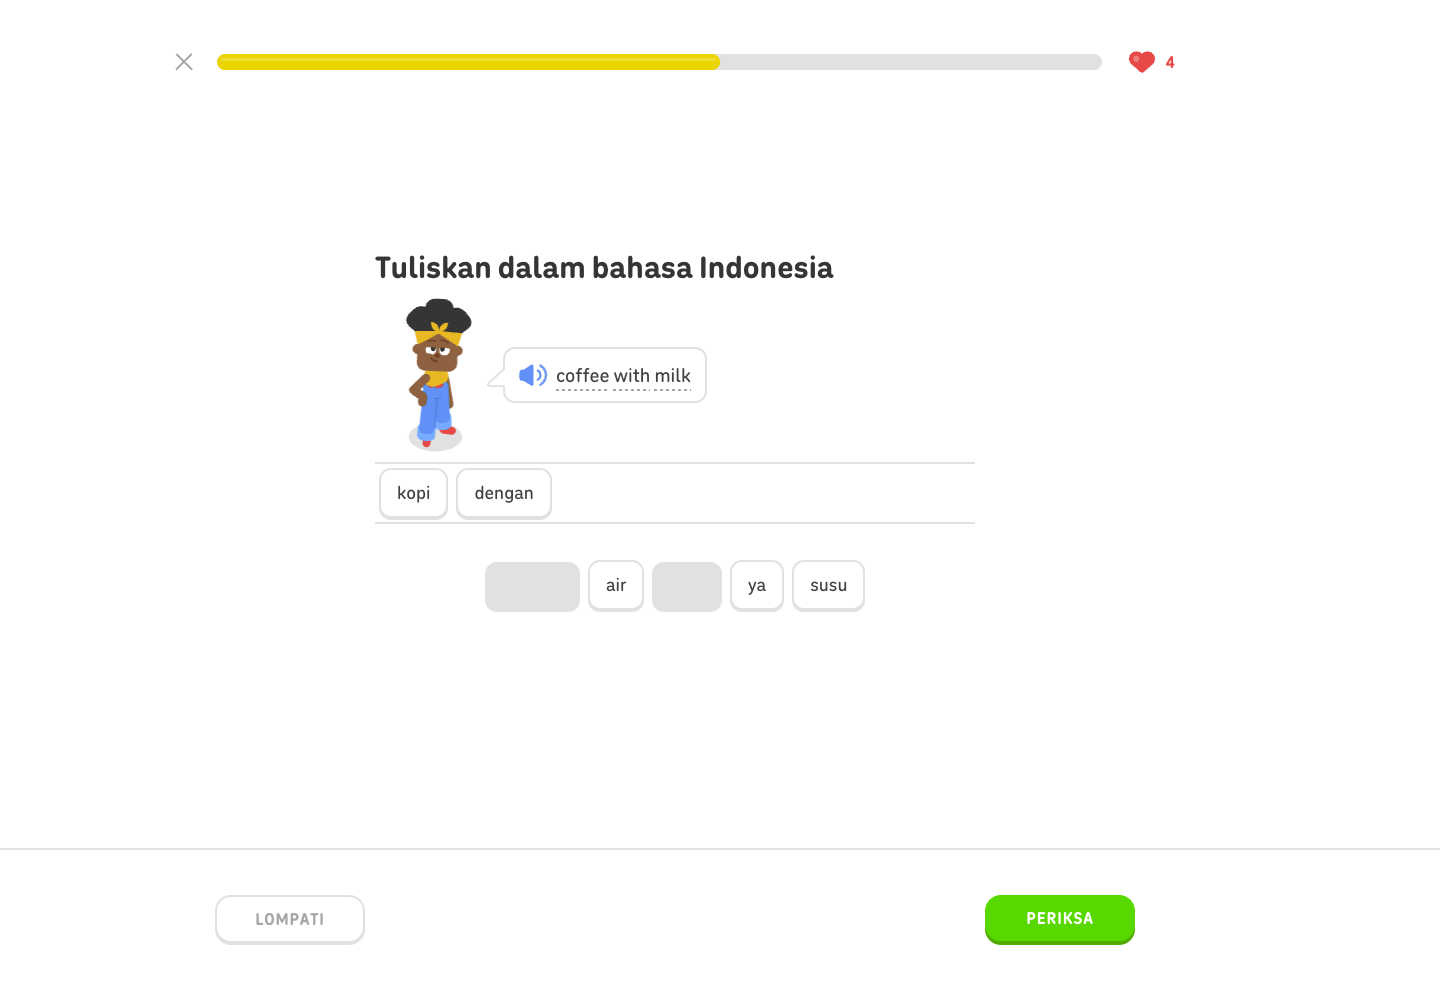 4
Tuliskan dalam bahasa Indonesia
coffee with milk
kopi dengan
air ya susu
LOMPATI PERIKSA